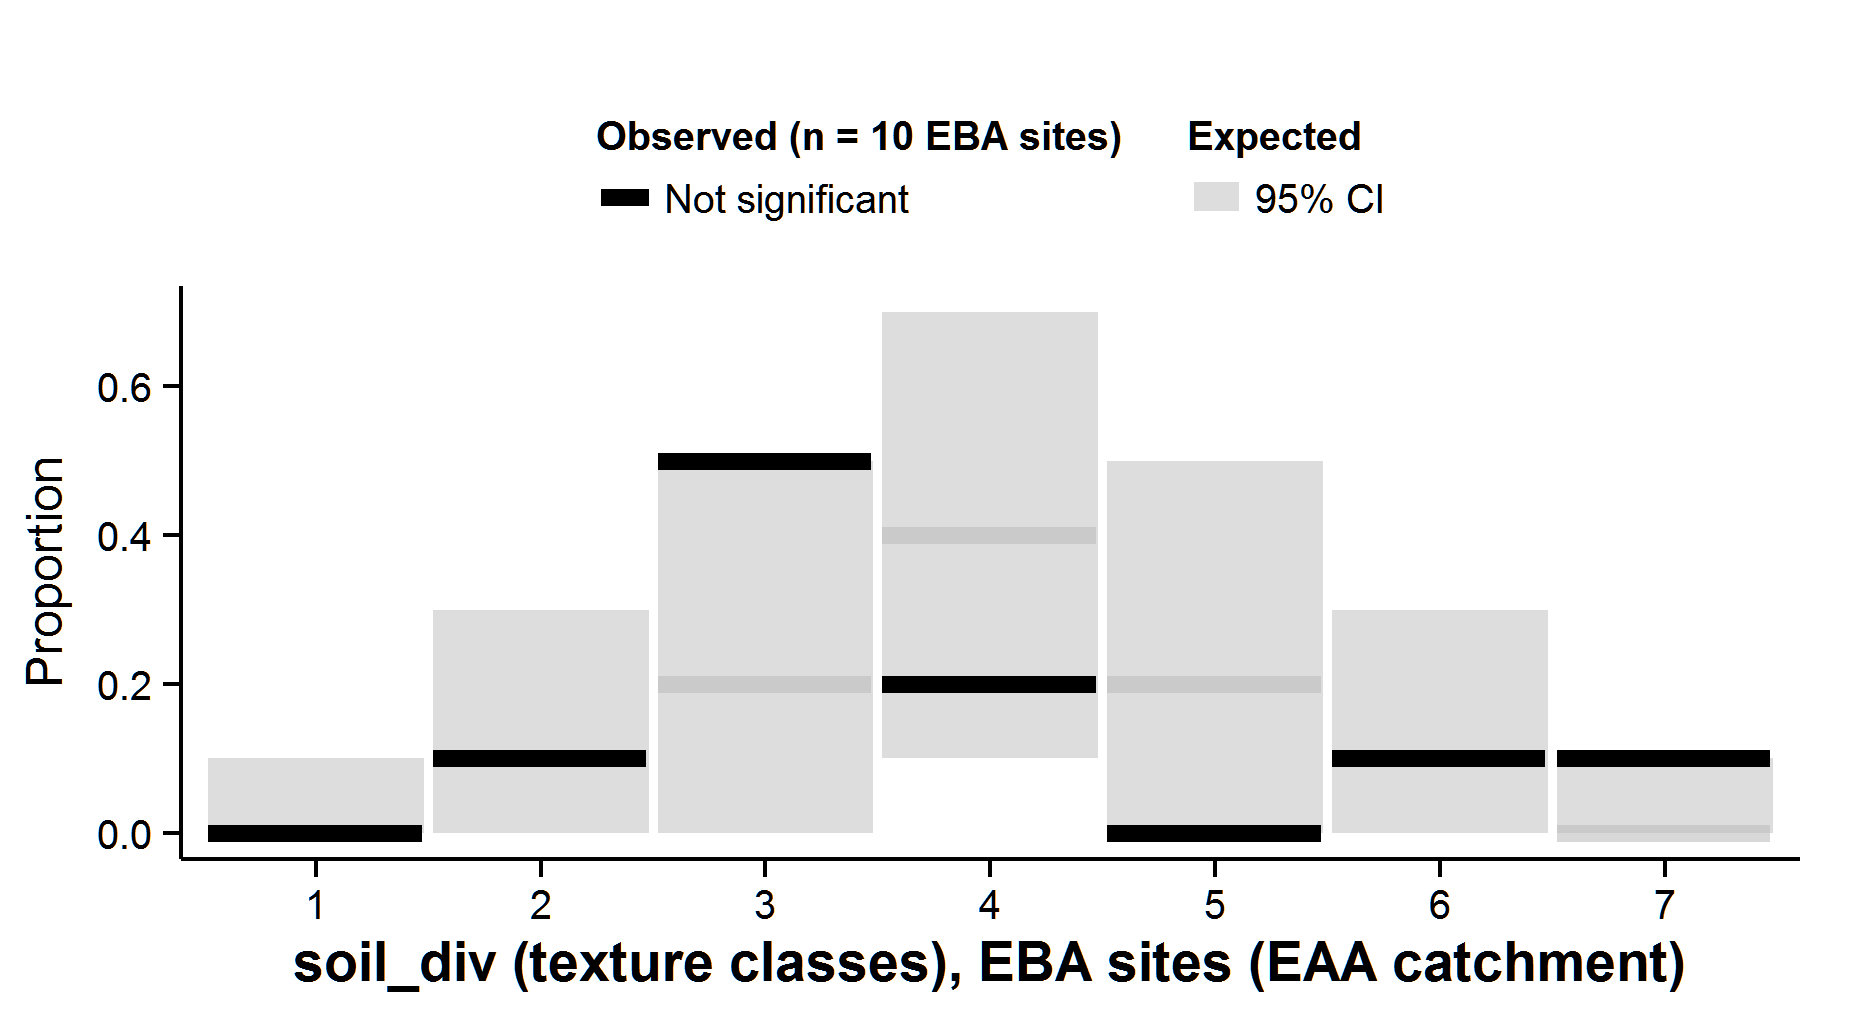 Observed (n = 10 EBA sites) Expected
Not significant 95% CI
0.6
0.4
0.2
0.0
Proportion
1 2 3 4 5 6 7
soil_div (texture classes), EBA sites (EAA catchment)